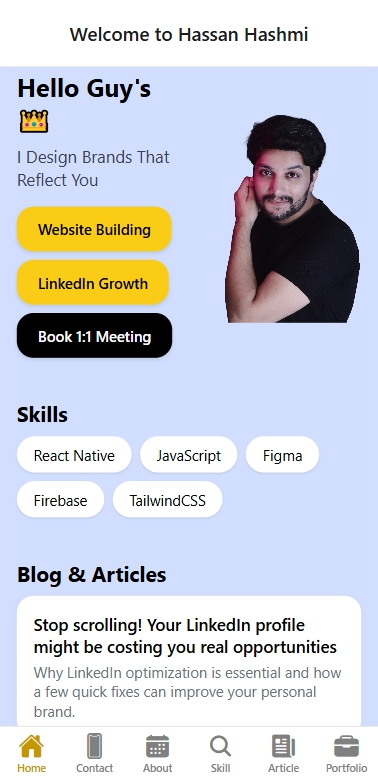 Welcome to Hassan Hashmi
Hello Guy's
I Design Brands That
Reflect You
Website Building
LinkedIn Growth
Book 1:1 Meeting
Skills
React Native
JavaScript
Figma
Firebase
TailwindCSS
Blog & Articles
Stop scrolling! Your LinkedIn profile
might be costing you real opportunities
Why LinkedIn optimization is essential and how
a few quick fixes can improve your personal
brand.
Home
Contact
About
Skill
Article
Portfolio